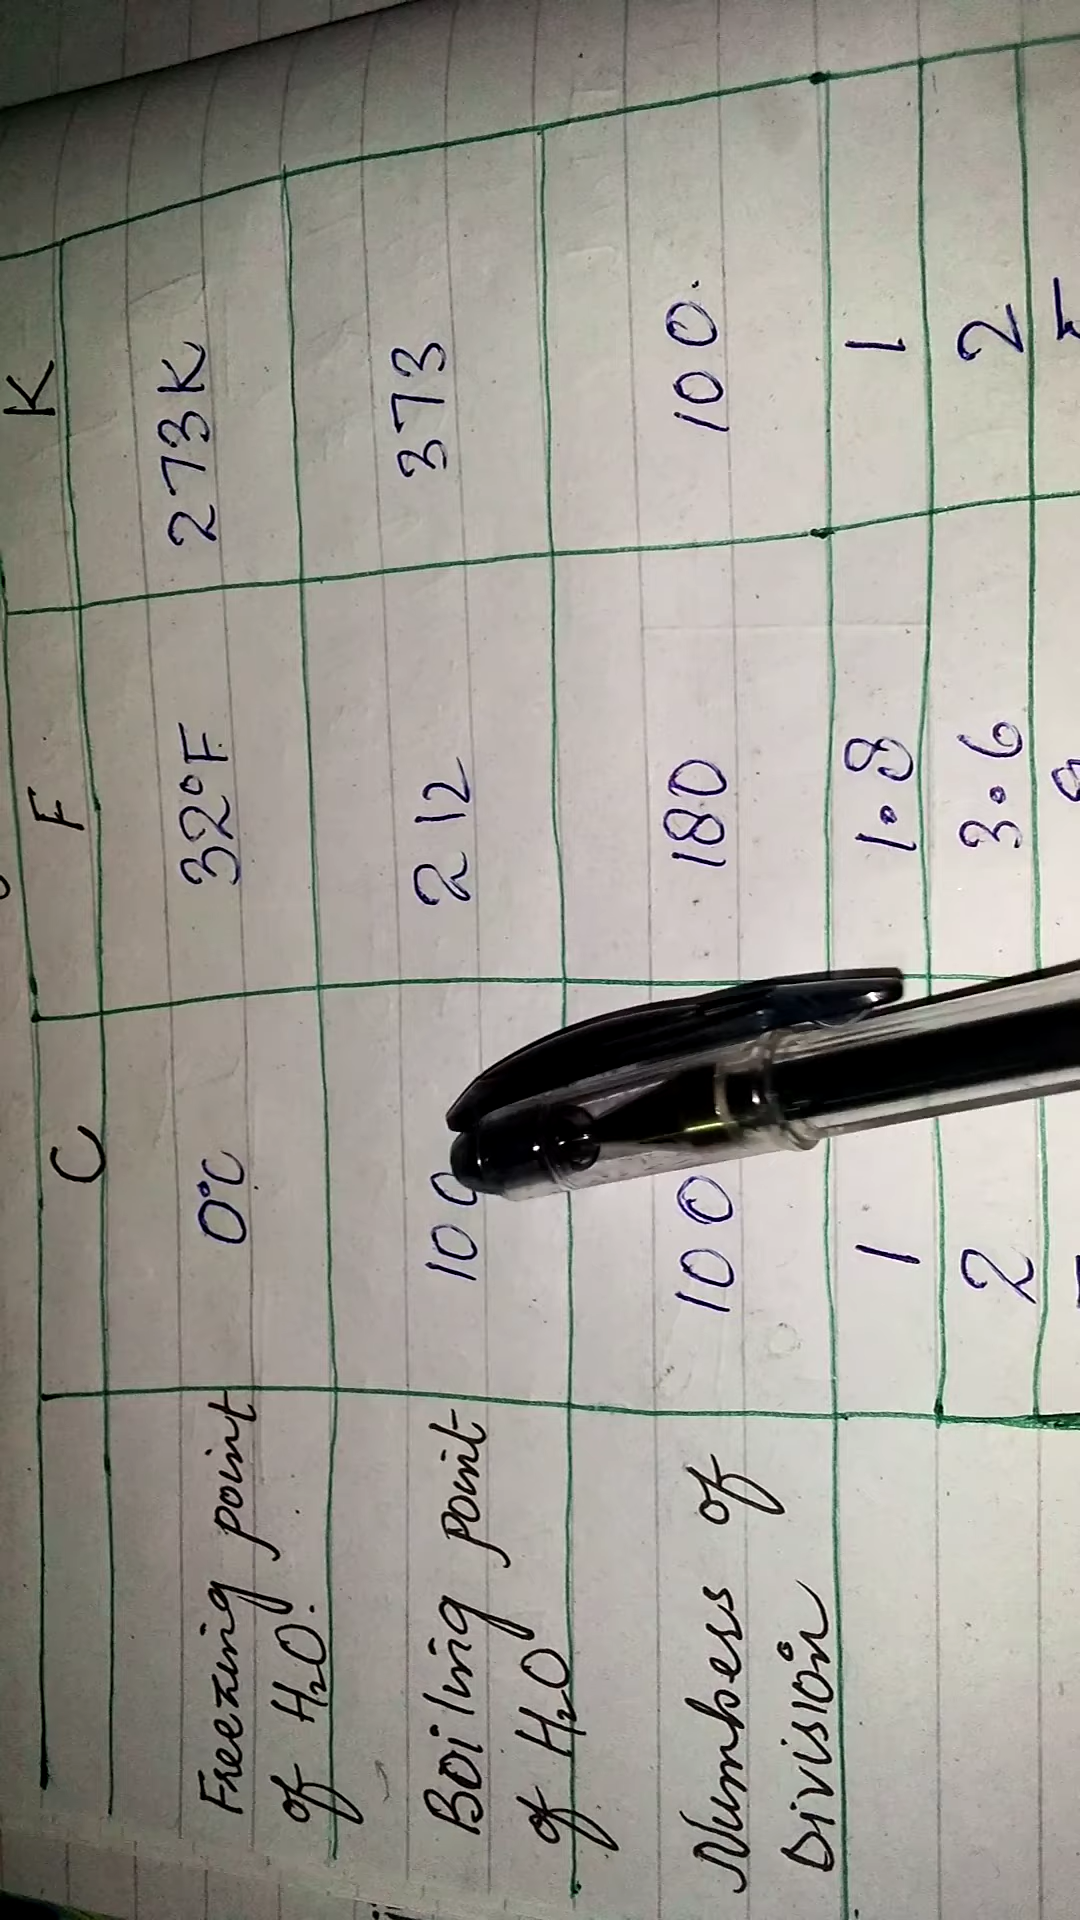 C F K
Freezing point 0°C 32°F 273K
of H₂O.
Boiling point 100 212 373
of H₂O
Numbers of 100 180 100.
Division
1 1.8 1
2 3.6 2